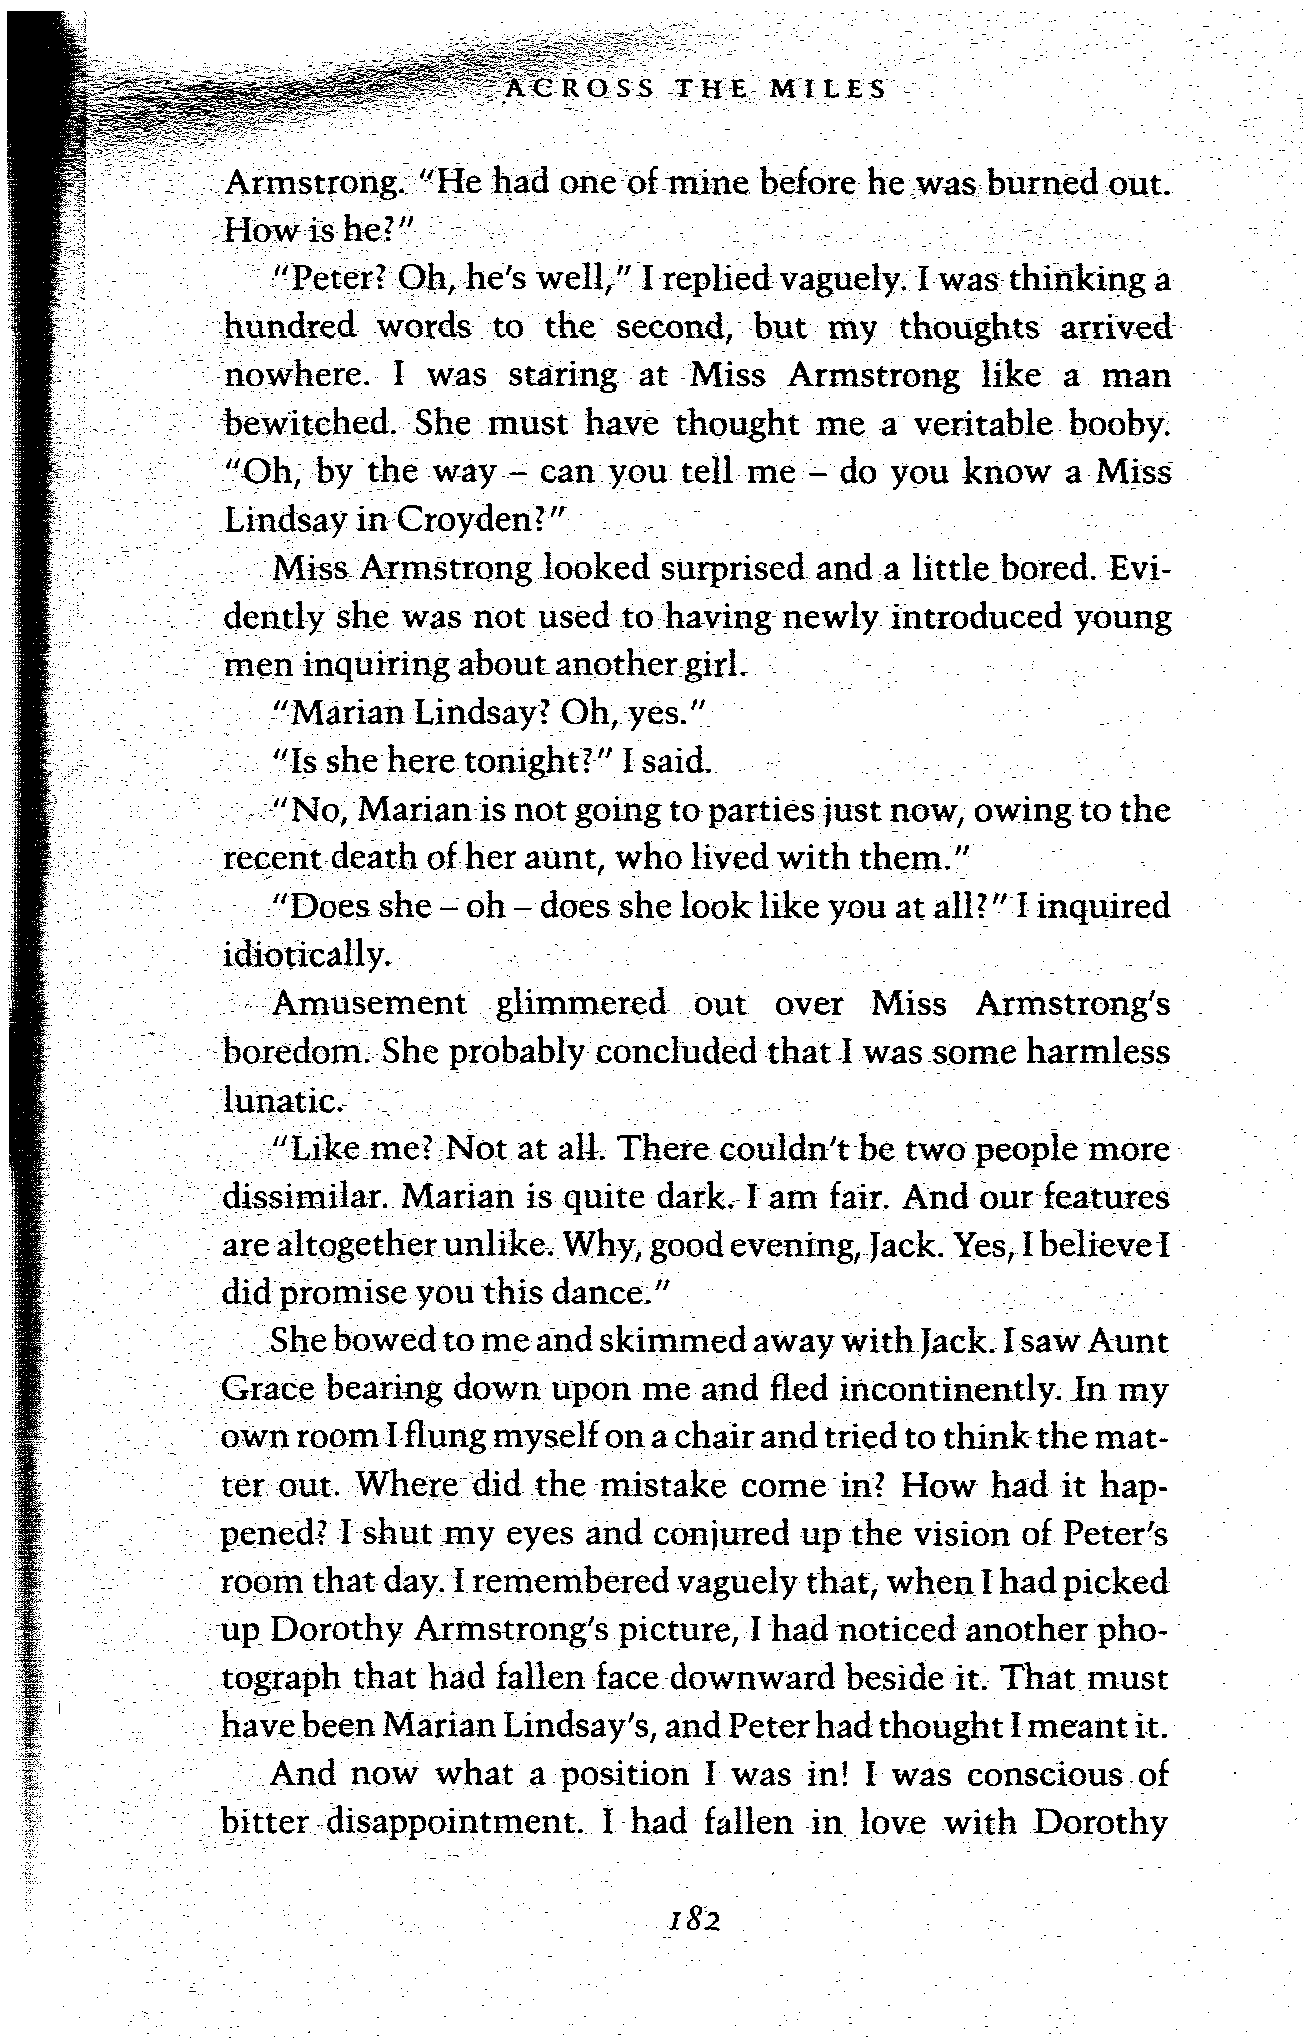 ACROSS THE MILES
Armstrong. "He had one of mine before he was burned out.
How is he?"
"Peter? Oh, he's well," I replied vaguely. I was thinking a
hundred words to the second, but my thoughts arrived
nowhere. I was staring at Miss Armstrong like a man
bewitched. She must have thought me a veritable booby.
"Oh, by the way – can you tell me – do you know a Miss
Lindsay in Croyden?"
Miss Armstrong looked surprised and a little bored. Evi-
dently she was not used to having newly introduced young
men inquiring about another girl.
"Marian Lindsay? Oh, yes."
"Is she here tonight?" I said.
"No, Marian is not going to parties just now, owing to the
recent death of her aunt, who lived with them."
"Does she – oh – does she look like you at all?" I inquired
idiotically.
Amusement glimmered out over Miss Armstrong's
boredom. She probably concluded that I was some harmless
lunatic.
"Like me? Not at all. There couldn't be two people more
dissimilar. Marian is quite dark. I am fair. And our features
are altogether unlike. Why, good evening, Jack. Yes, I believe I
did promise you this dance."
She bowed to me and skimmed away with Jack. I saw Aunt
Grace bearing down upon me and fled incontinently. In my
own room I flung myself on a chair and tried to think the mat-
ter out. Where did the mistake come in? How had it hap-
pened? I shut my eyes and conjured up the vision of Peter's
room that day. I remembered vaguely that, when I had picked
up Dorothy Armstrong's picture, I had noticed another pho-
tograph that had fallen face downward beside it. That must
have been Marian Lindsay's, and Peter had thought I meant it.
And now what a position I was in! I was conscious of
bitter disappointment. I had fallen in love with Dorothy
182